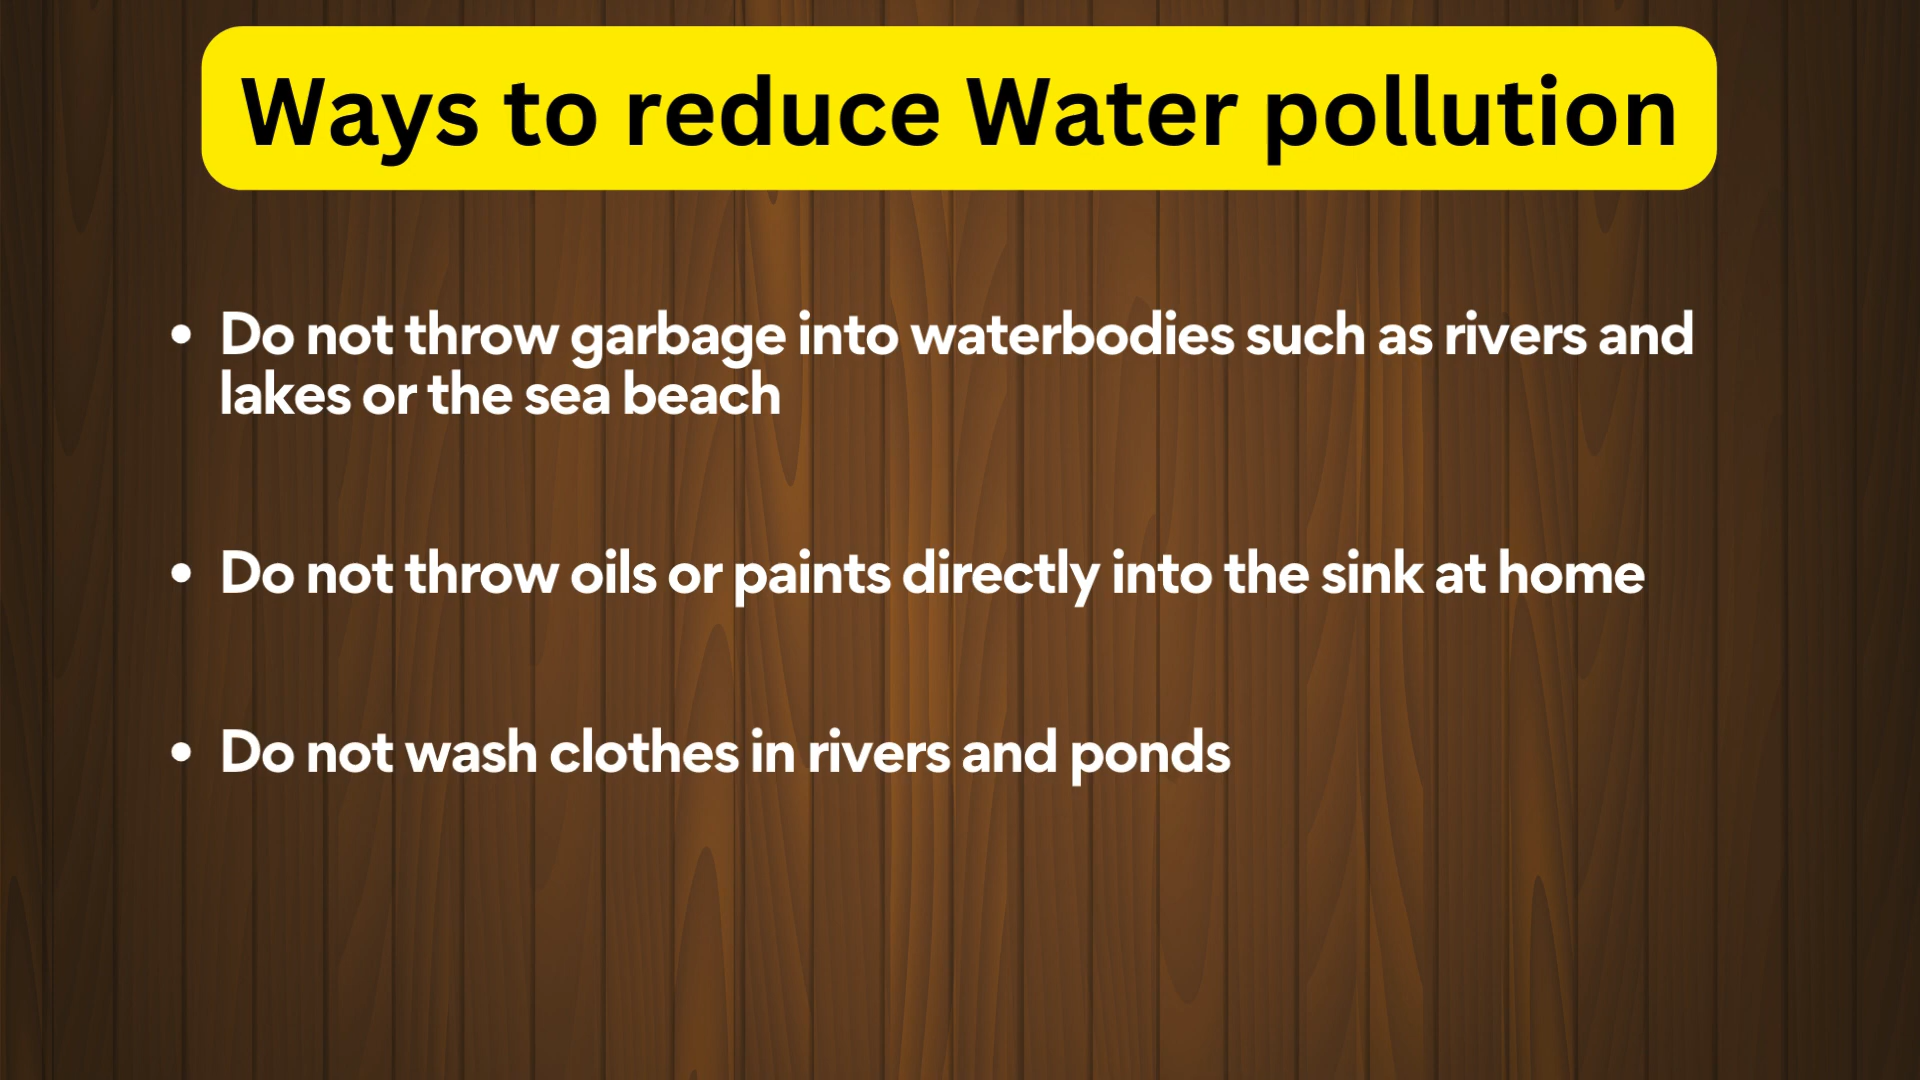 Ways to reduce Water pollution
• Do not throw garbage into waterbodies such as rivers and
lakes or the sea beach
• Do not throw oils or paints directly into the sink at home
• Do not wash clothes in rivers and ponds